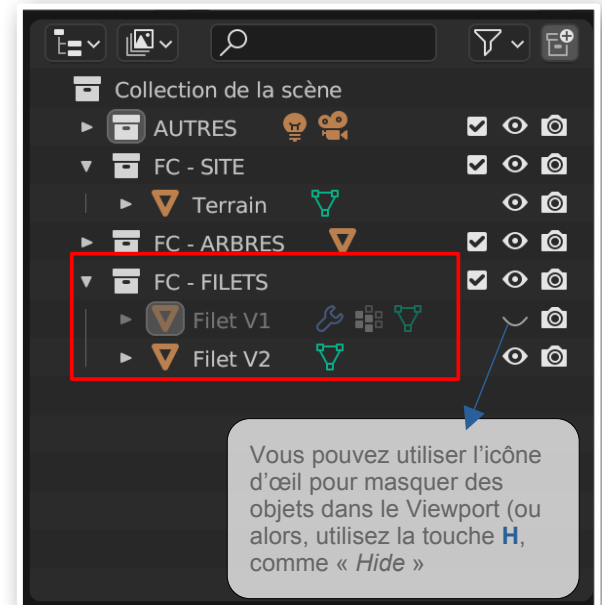 Collection de la scène
AUTRES
FC - SITE
Terrain
FC - ARBRES
FC - FILETS
Filet V1
Filet V2
Vous pouvez utiliser l’icône
d’œil pour masquer des
objets dans le Viewport (ou
alors, utilisez la touche H,
comme « Hide »